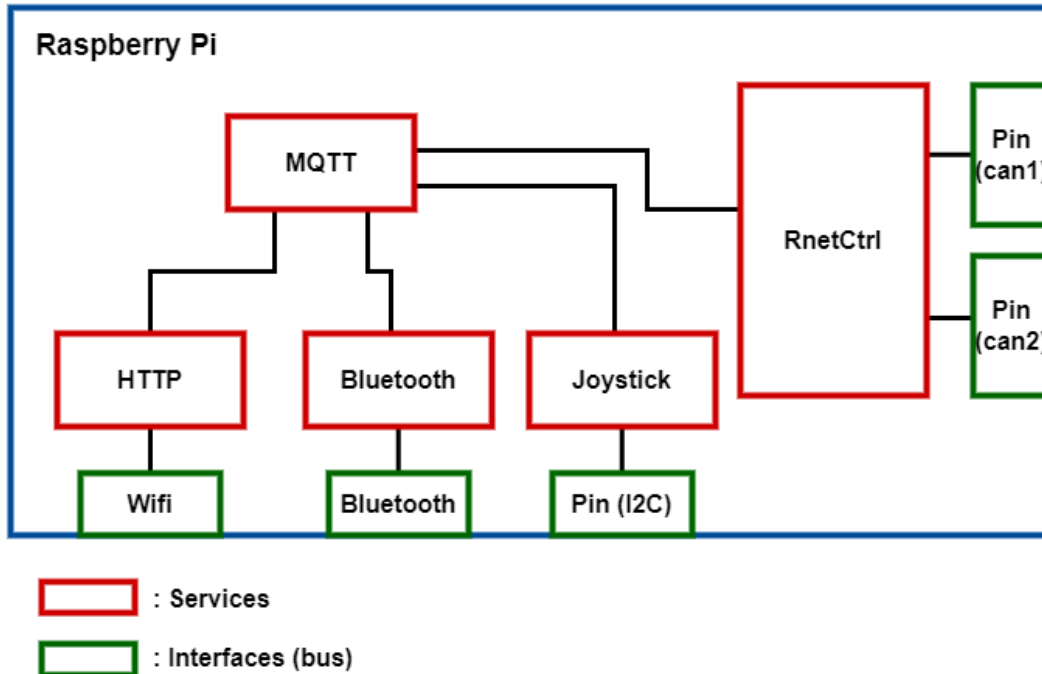 Raspberry Pi
MQTT
RnetCtrl
Pin
(can1)
Pin
(can2)
HTTP
Bluetooth
Joystick
Wifi
Bluetooth
Pin (I2C)
: Services
: Interfaces (bus)